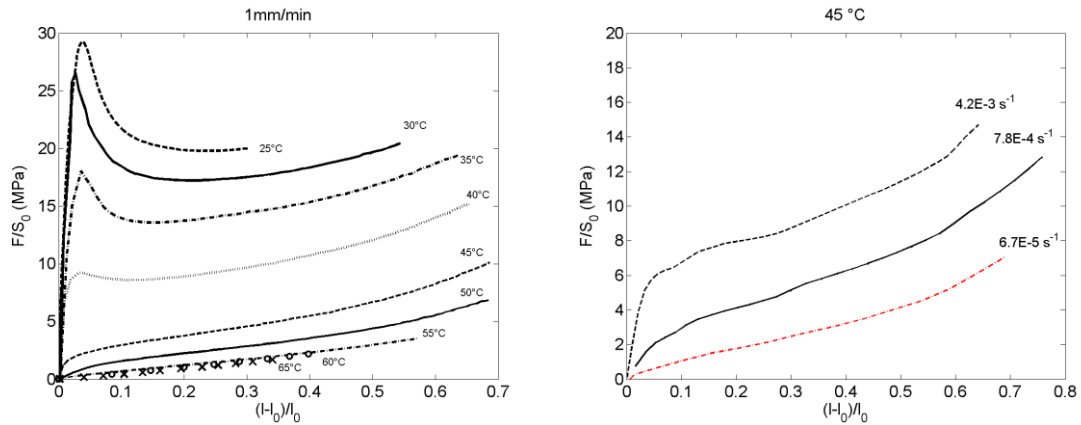 1mm/min
30
25
20
15
10
5
0
F/S0 (MPa)
25°C
30°C
35°C
40°C
45°C
50°C
55°C
60°C
65°C
0 0.1 0.2 0.3 0.4 0.5 0.6 0.7
(l-l0)/l0
45 °C
20
18
16
14
12
10
8
6
4
2
0
F/S0 (MPa)
4.2E-3 s-1
7.8E-4 s-1
6.7E-5 s-1
0 0.1 0.2 0.3 0.4 0.5 0.6 0.7 0.8
(l-l0)/l0